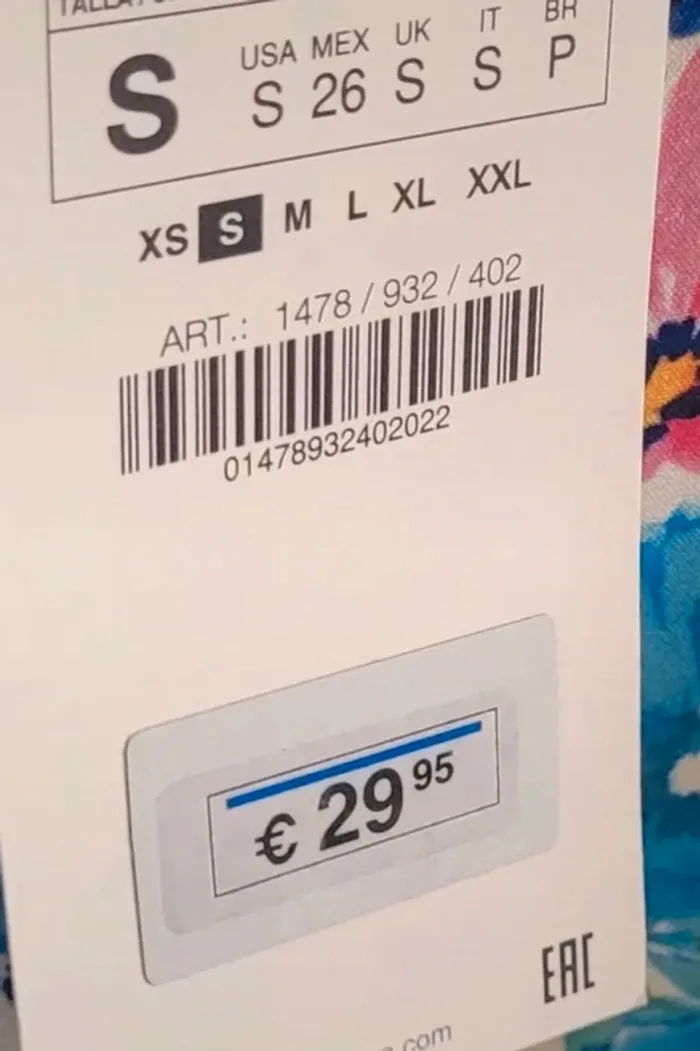 S
USA MEX UK IT BR
S 26 S S P
XS S M L XL XXL
ART.: 1478 / 932 / 402
01478932402022
€ 29 95
EAC
.com